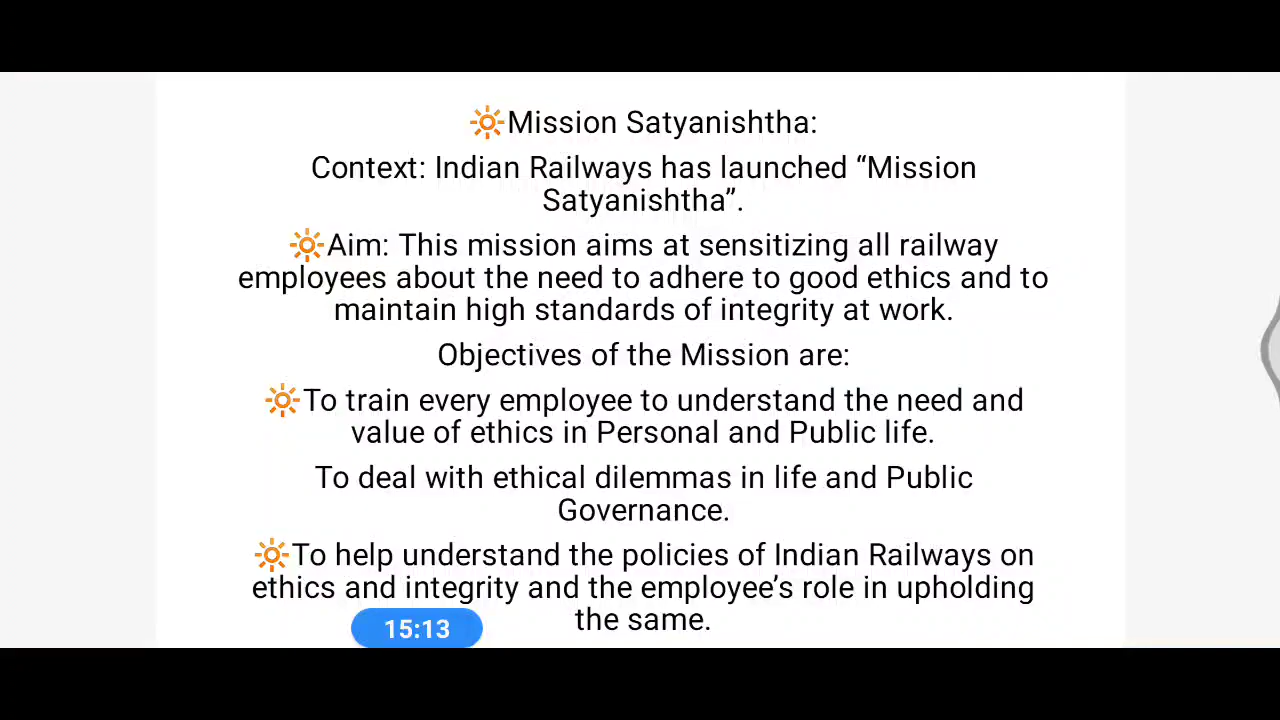 🔆Mission Satyanishtha:
Context: Indian Railways has launched “Mission
Satyanishtha”.
🔆Aim: This mission aims at sensitizing all railway
employees about the need to adhere to good ethics and to
maintain high standards of integrity at work.
Objectives of the Mission are:
🔆To train every employee to understand the need and
value of ethics in Personal and Public life.
To deal with ethical dilemmas in life and Public
Governance.
🔆To help understand the policies of Indian Railways on
ethics and integrity and the employee’s role in upholding
the same.
15:13